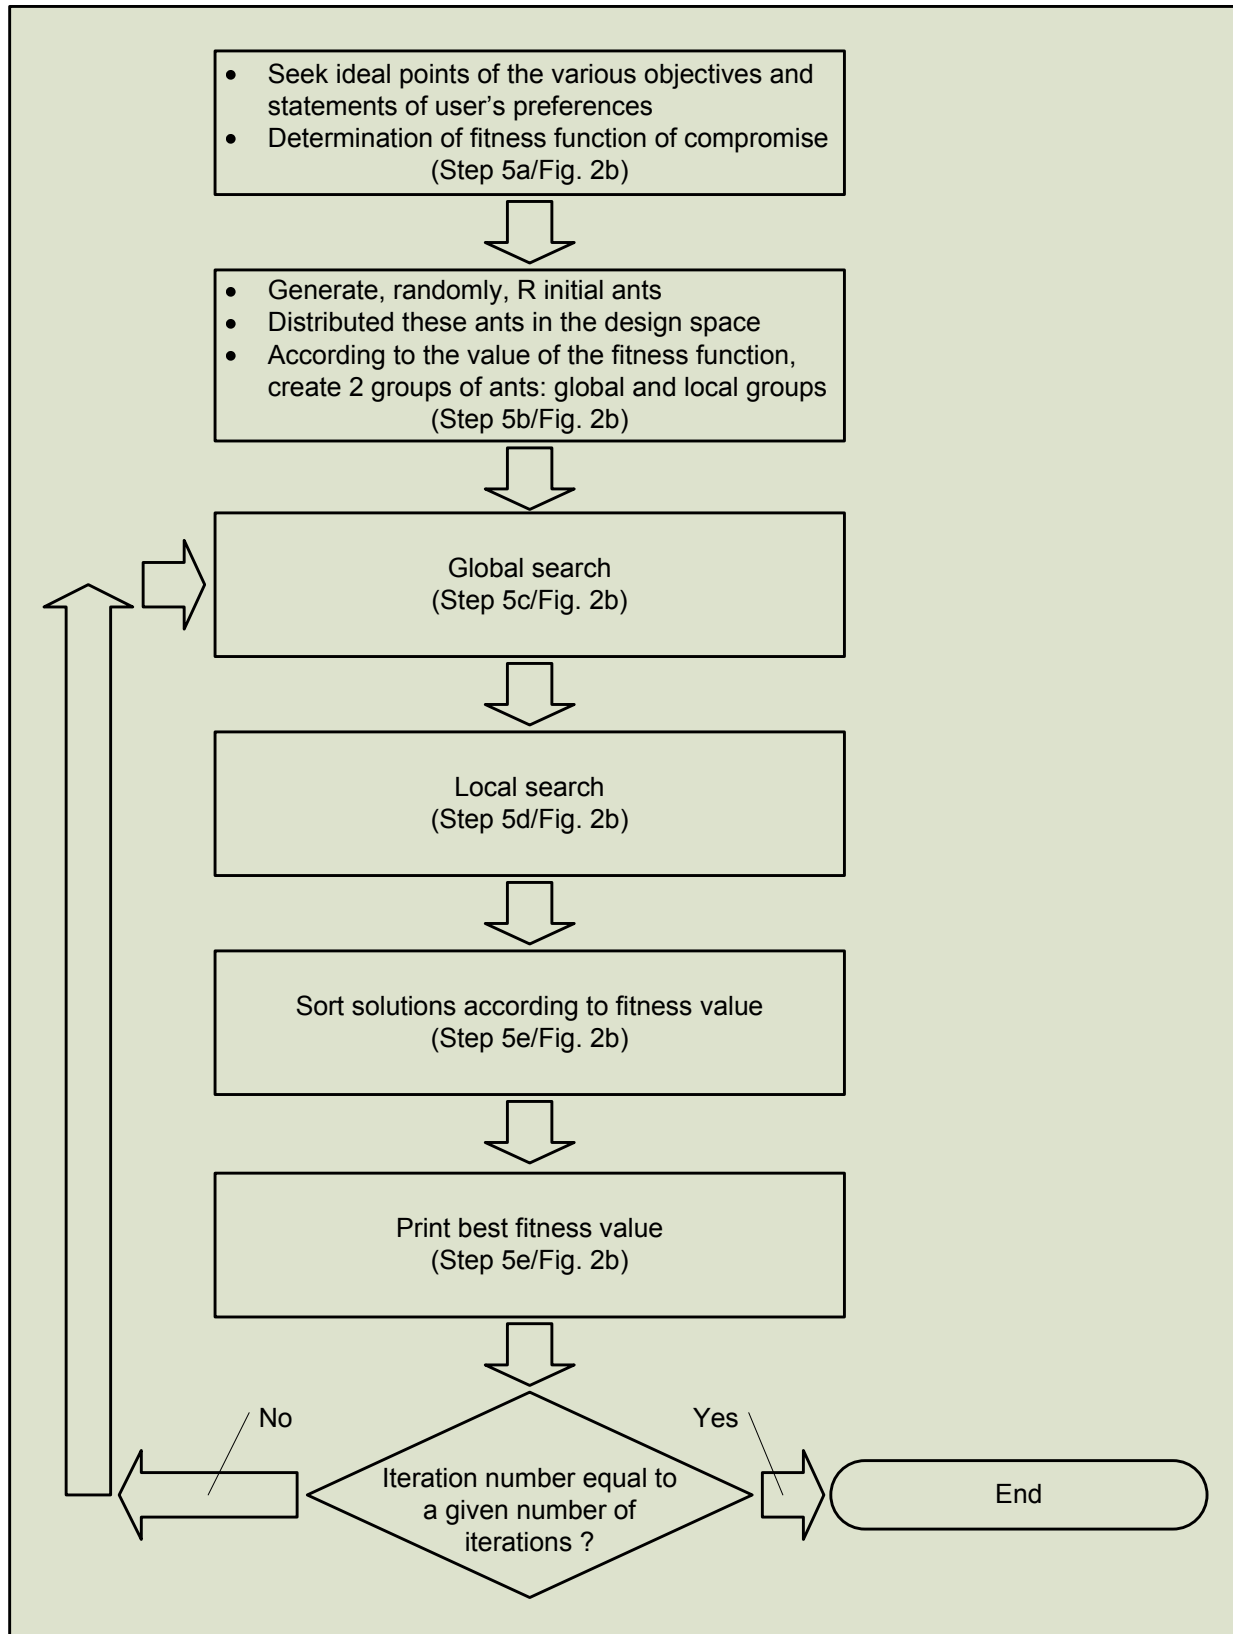 • Seek ideal points of the various objectives and
statements of user's preferences
• Determination of fitness function of compromise
(Step 5a/Fig. 2b)
• Generate, randomly, R initial ants
• Distributed these ants in the design space
• According to the value of the fitness function,
create 2 groups of ants: global and local groups
(Step 5b/Fig. 2b)
Global search
(Step 5c/Fig. 2b)
Local search
(Step 5d/Fig. 2b)
Sort solutions according to fitness value
(Step 5e/Fig. 2b)
Print best fitness value
(Step 5e/Fig. 2b)
No
Yes
Iteration number equal to
a given number of
iterations ?
End